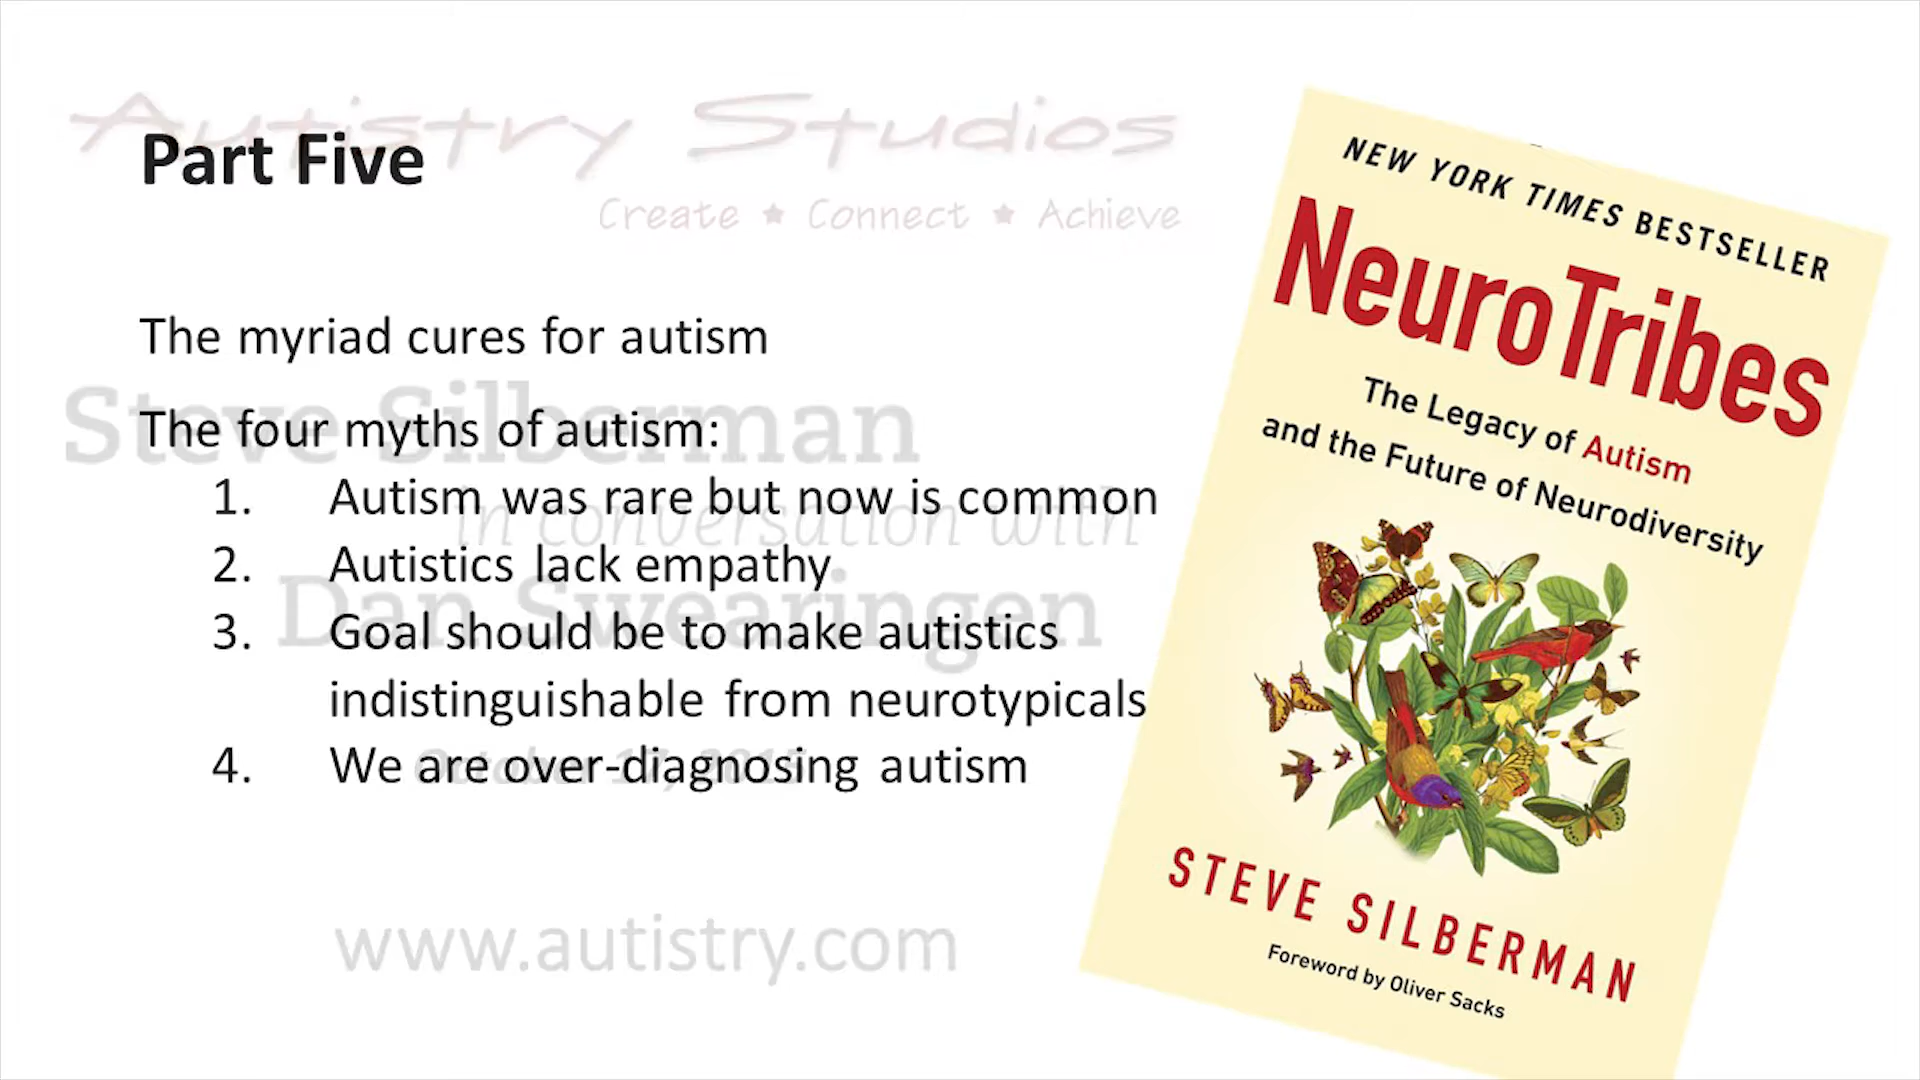 Autistry Studios
Part Five
Create ★ Connect ★ Achieve
The myriad cures for autism
Steve Silberman
The four myths of autism:
1. Autism was rare but now is common
in conversation with
2. Autistics lack empathy
Dan Swearingen
3. Goal should be to make autistics
indistinguishable from neurotypicals
4. We are over-diagnosing autism
October 17, 2015
www.autistry.com
NEW YORK TIMES BESTSELLER
NeuroTribes
The Legacy of Autism
and the Future of Neurodiversity
STEVE SILBERMAN
Foreword by Oliver Sacks